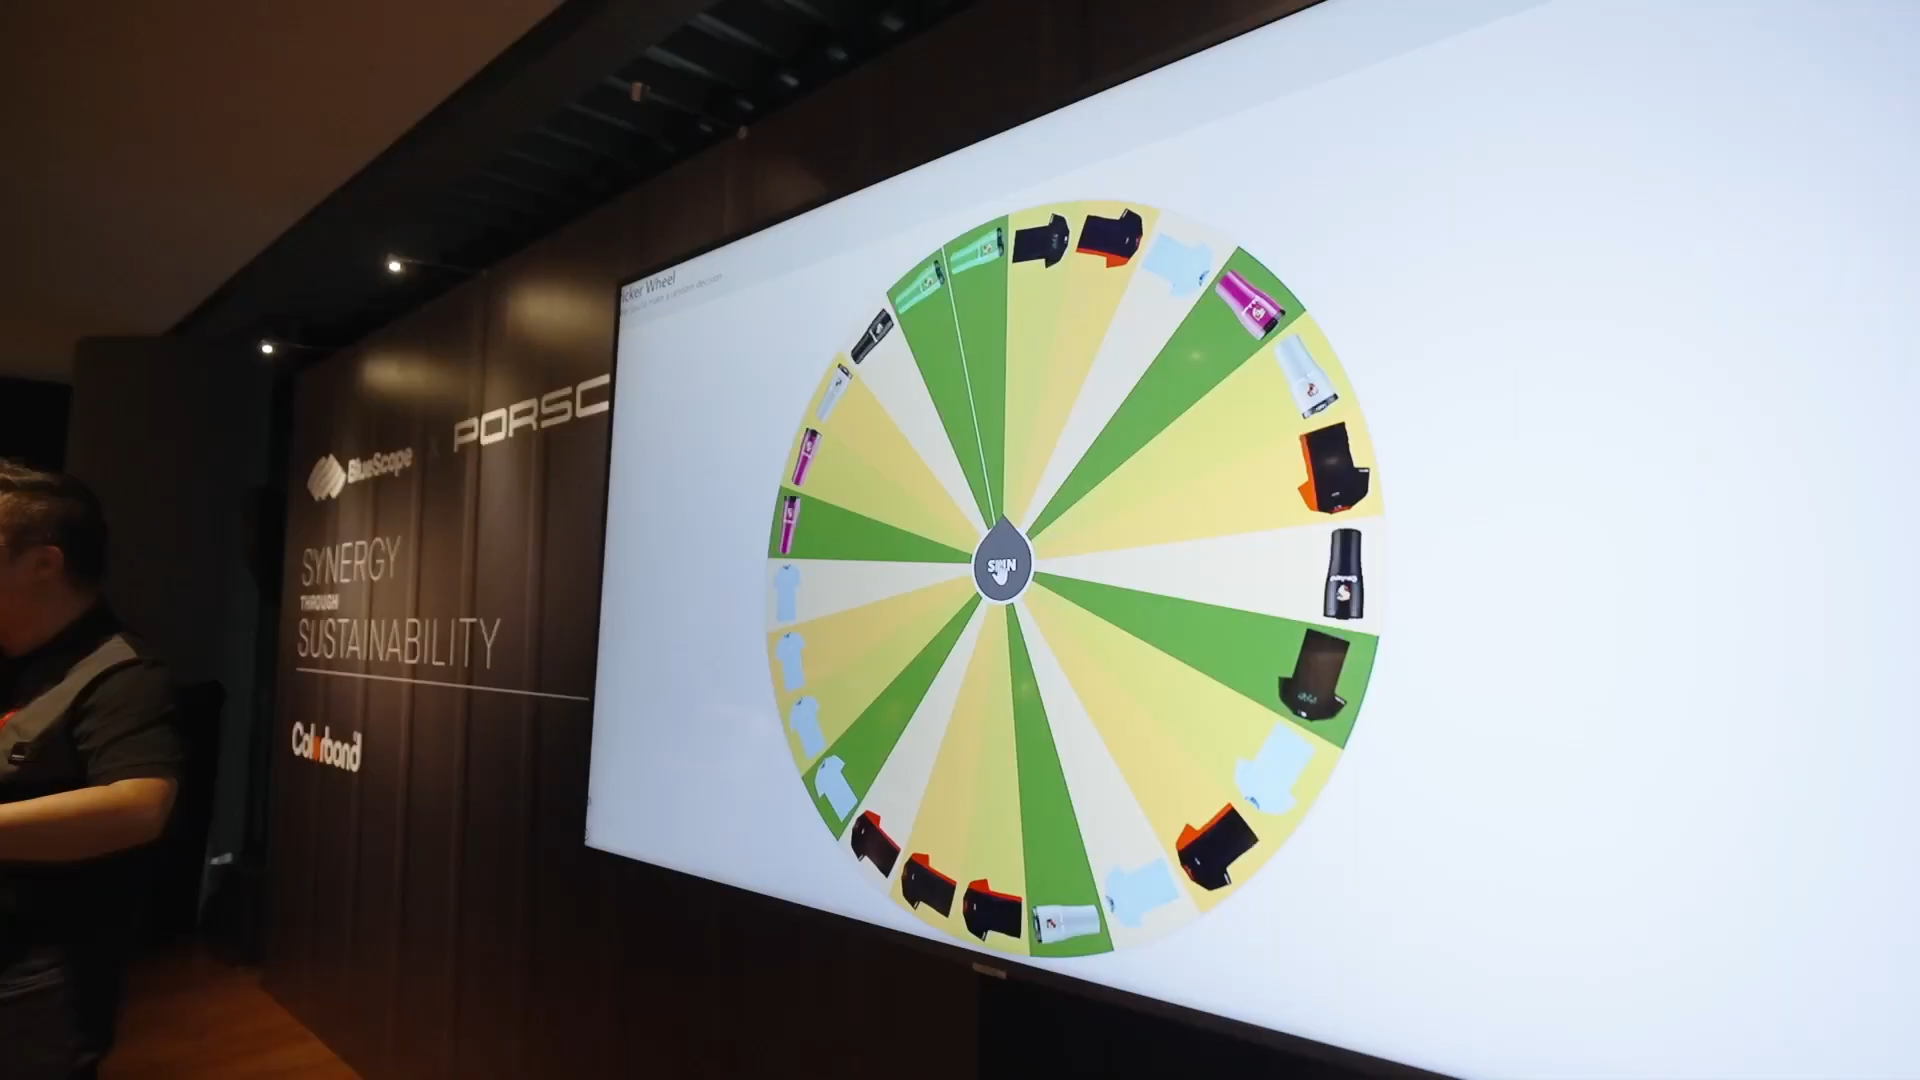 icker Wheel
BlueScope
X
PORSC
SYNERGY
THROUGH
SUSTAINABILITY
Colorbond
SPIN